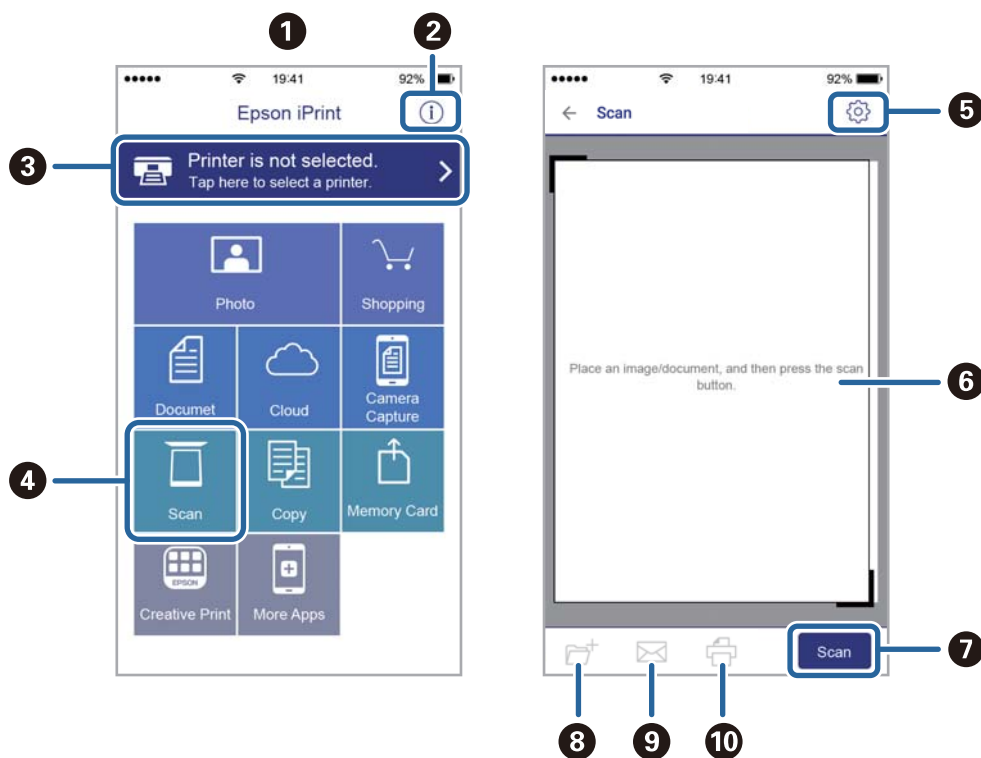 1
2
19:41
92%
Epson iPrint
i
3
Printer is not selected.
Tap here to select a printer.
Photo
Shopping
Documet
Cloud
Camera
Capture
4
Scan
Copy
Memory Card
EPSON
Creative Print
More Apps
19:41
92%
Scan
5
Place an image/document, and then press the scan
button.
6
Scan
7
8
9
10